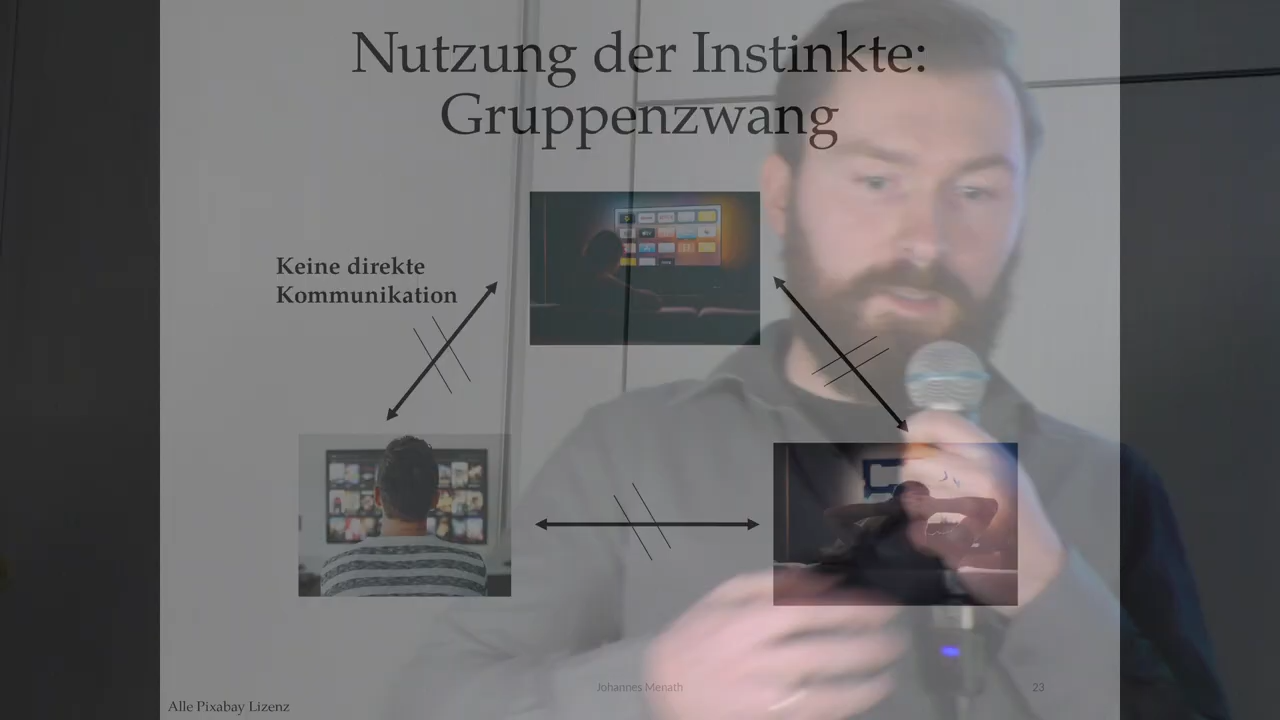 Nutzung der Instinkte:
Gruppenzwang
Keine direkte
Kommunikation
Johannes Menath
23
Alle Pixabay Lizenz